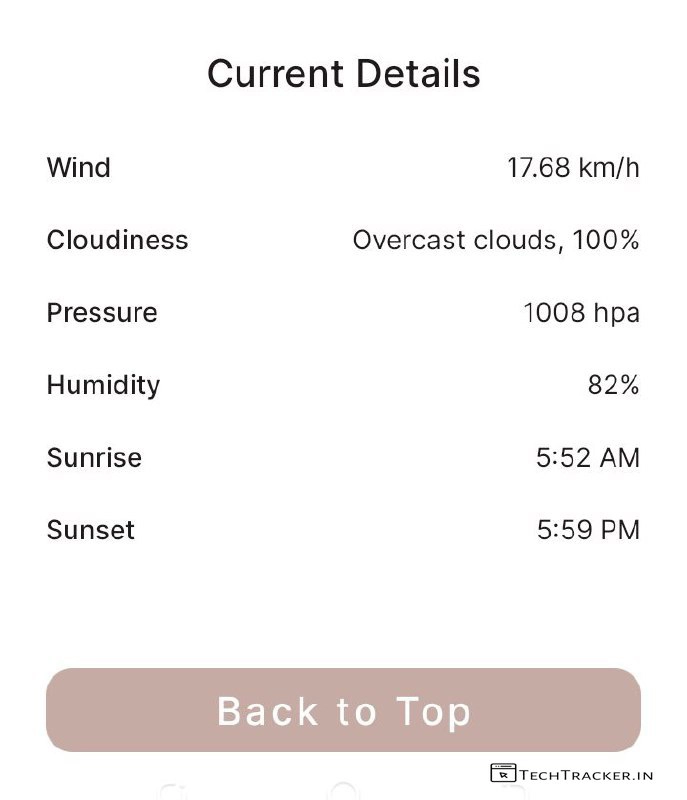 Current Details
Wind 17.68 km/h
Cloudiness Overcast clouds, 100%
Pressure 1008 hpa
Humidity 82%
Sunrise 5:52 AM
Sunset 5:59 PM
Back to Top
TECHTRACKER.IN